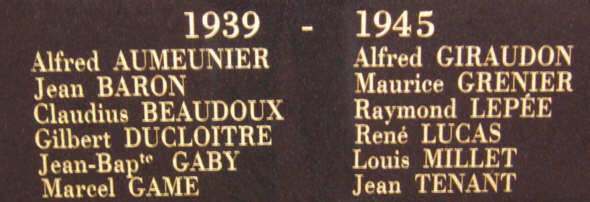 1939 - 1945
Alfred AUMEUNIER
Jean BARON
Claudius BEAUDOUX
Gilbert DUCLOITRE
Jean-Bapᵗᵉ GABY
Marcel GAME
Alfred GIRAUDON
Maurice GRENIER
Raymond LEPÉE
René LUCAS
Louis MILLET
Jean TENANT